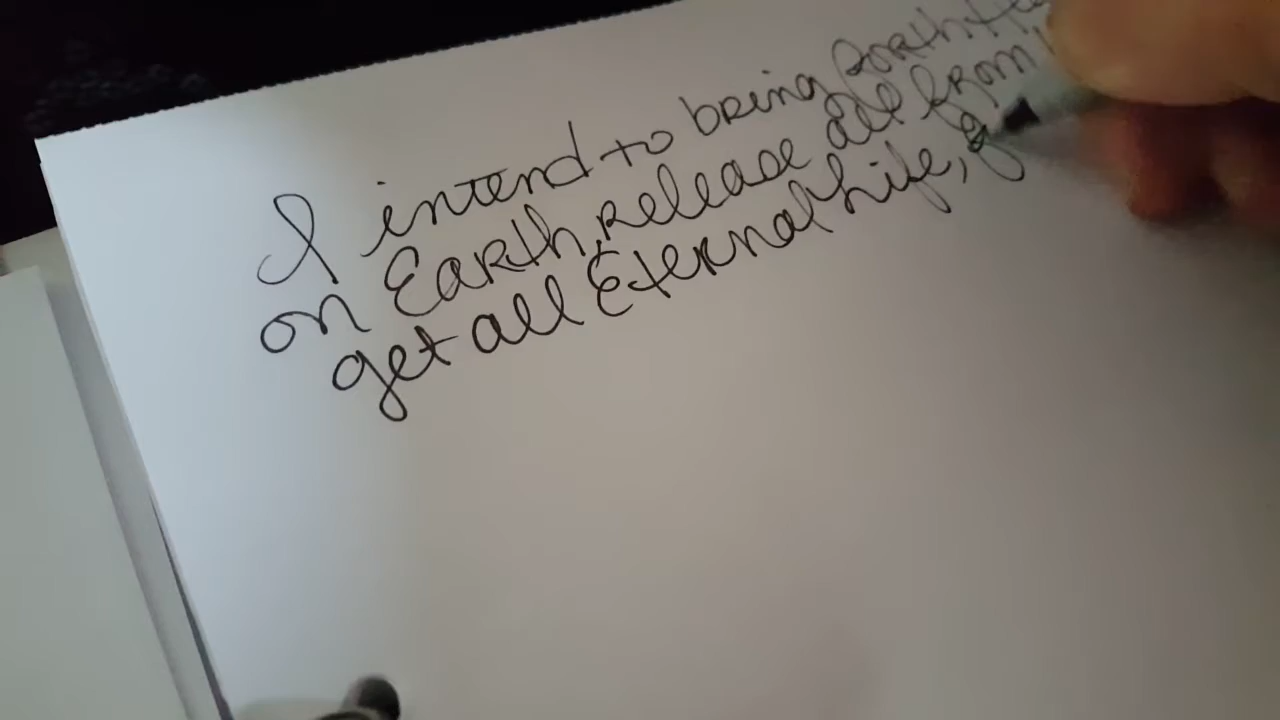 I intend to bring forth
on Earth, release all from
get all Eternal Life,